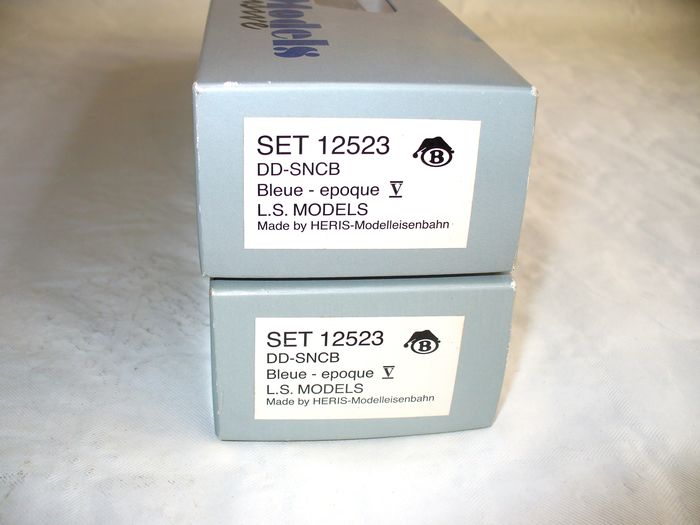 Models
SET 12523
B
DD-SNCB
Bleue - epoque V
L.S. MODELS
Made by HERIS-Modelleisenbahn
SET 12523
B
DD-SNCB
Bleue - epoque V
L.S. MODELS
Made by HERIS-Modelleisenbahn